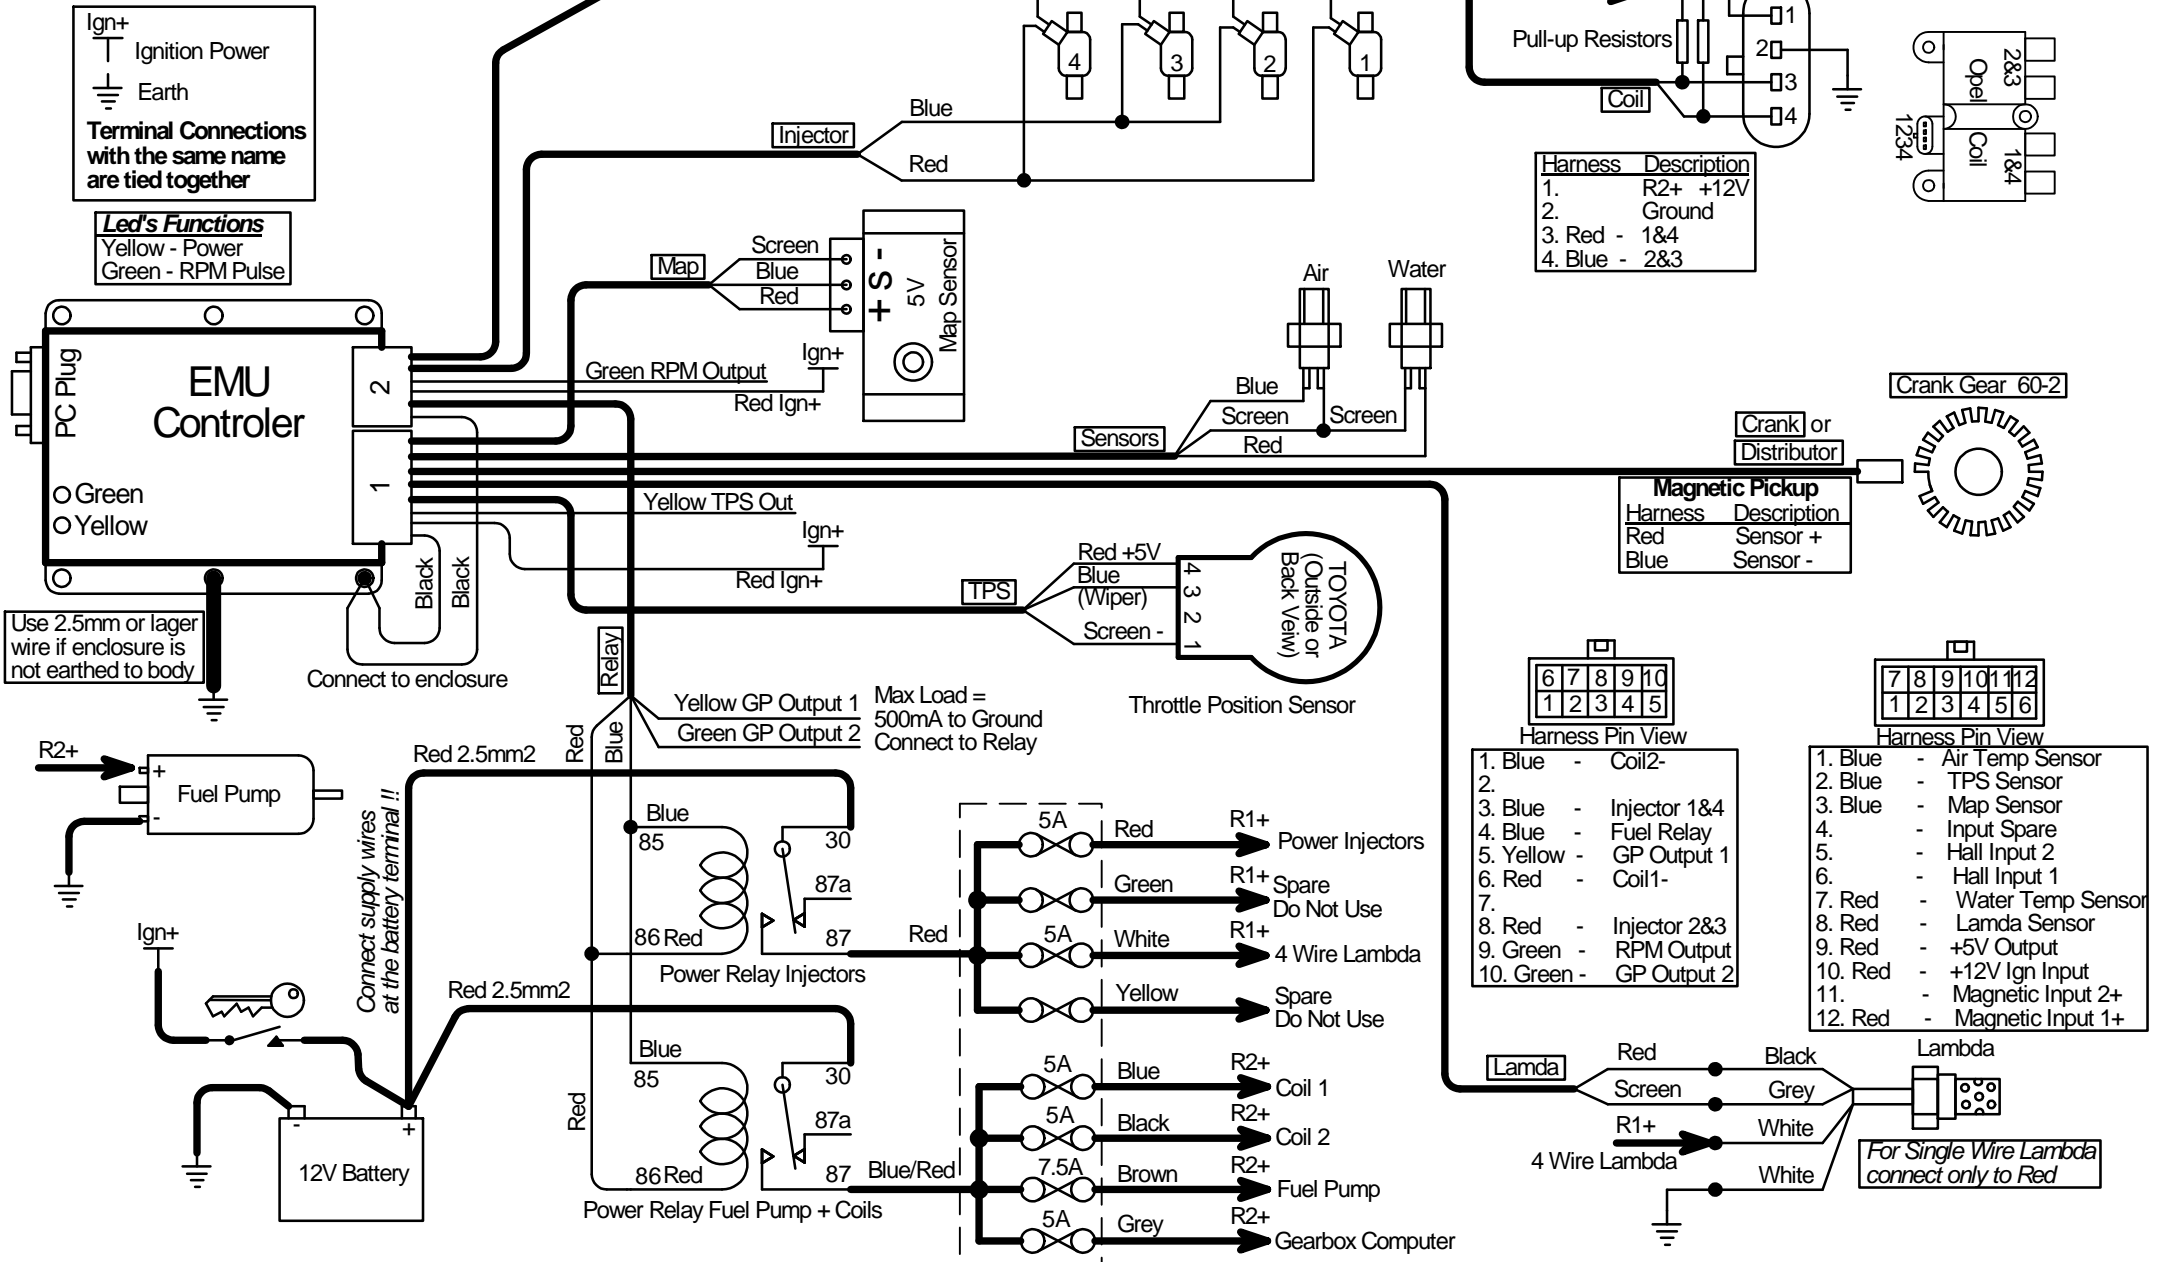 Ign+
Ignition Power
Earth
Terminal Connections
with the same name
are tied together
Led's Functions
Yellow - Power
Green - RPM Pulse
4
3
2
1
Injector
Blue
Red
Pull-up Resistors
1
2
3
4
Coil
Harness Description
1. R2+ +12V
2. Ground
3. Red - 1&4
4. Blue - 2&3
2&3
Opel
Coil
1&4
1234
Map
Screen
Blue
Red
+ S -
5V
Map Sensor
Air
Water
PC Plug
EMU
Controler
2
1
Green
Yellow
Green RPM Output
Ign+
Red Ign+
Blue
Screen
Screen
Red
Sensors
Crank Gear 60-2
Crank or
Distributor
Magnetic Pickup
Harness Description
Red Sensor +
Blue Sensor -
Yellow TPS Out
Ign+
Red Ign+
Black
Black
Use 2.5mm or lager
wire if enclosure is
not earthed to body
Connect to enclosure
TPS
Red +5V
Blue
(Wiper)
Screen -
4
3
2
1
TOYOTA
(Outside or
Back Veiw)
Throttle Position Sensor
Relay
Yellow GP Output 1
Green GP Output 2
Max Load =
500mA to Ground
Connect to Relay
Red
Blue
6 7 8 9 10
1 2 3 4 5
Harness Pin View
1. Blue - Coil2-
2.
3. Blue - Injector 1&4
4. Blue - Fuel Relay
5. Yellow - GP Output 1
6. Red - Coil1-
7.
8. Red - Injector 2&3
9. Green - RPM Output
10. Green - GP Output 2
7 8 9 10 11 12
1 2 3 4 5 6
Harness Pin View
1. Blue - Air Temp Sensor
2. Blue - TPS Sensor
3. Blue - Map Sensor
4. - Input Spare
5. - Hall Input 2
6. - Hall Input 1
7. Red - Water Temp Sensor
8. Red - Lamda Sensor
9. Red - +5V Output
10. Red - +12V Ign Input
11. - Magnetic Input 2+
12. Red - Magnetic Input 1+
R2+
+
-
Fuel Pump
Red 2.5mm2
Connect supply wires
at the battery terminal !!
Blue
85
30
87a
86 Red
87
Power Relay Injectors
Red
5A
Red
R1+
Power Injectors
Green
R1+
Spare
Do Not Use
5A
White
R1+
4 Wire Lambda
Yellow
Spare
Do Not Use
Ign+
Red 2.5mm2
- +
12V Battery
Red
Blue
85
30
87a
86 Red
87
Power Relay Fuel Pump + Coils
Blue/Red
5A
Blue
R2+
Coil 1
5A
Black
R2+
Coil 2
7.5A
Brown
R2+
Fuel Pump
5A
Grey
R2+
Gearbox Computer
Lamda
Red
Black
Screen
Grey
R1+
4 Wire Lambda
White
White
Lambda
For Single Wire Lambda
connect only to Red